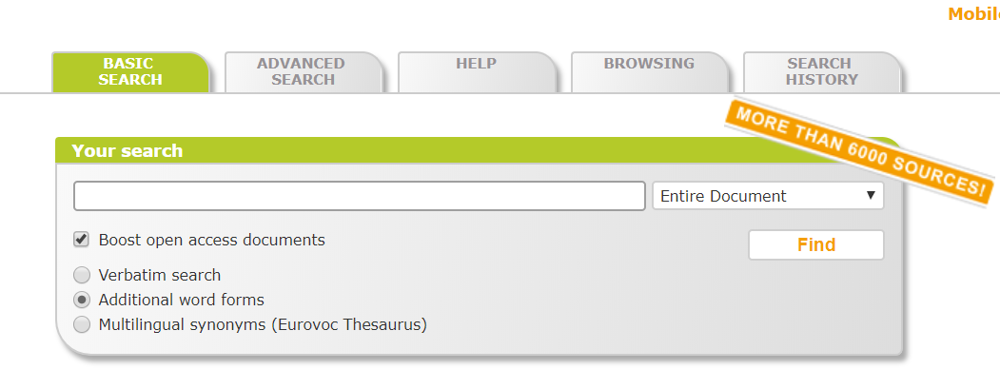 Mobile
BASIC
SEARCH
ADVANCED
SEARCH
HELP
BROWSING
SEARCH
HISTORY
MORE THAN 6000 SOURCES!
Your search
Entire Document
Boost open access documents
Find
Verbatim search
Additional word forms
Multilingual synonyms (Eurovoc Thesaurus)